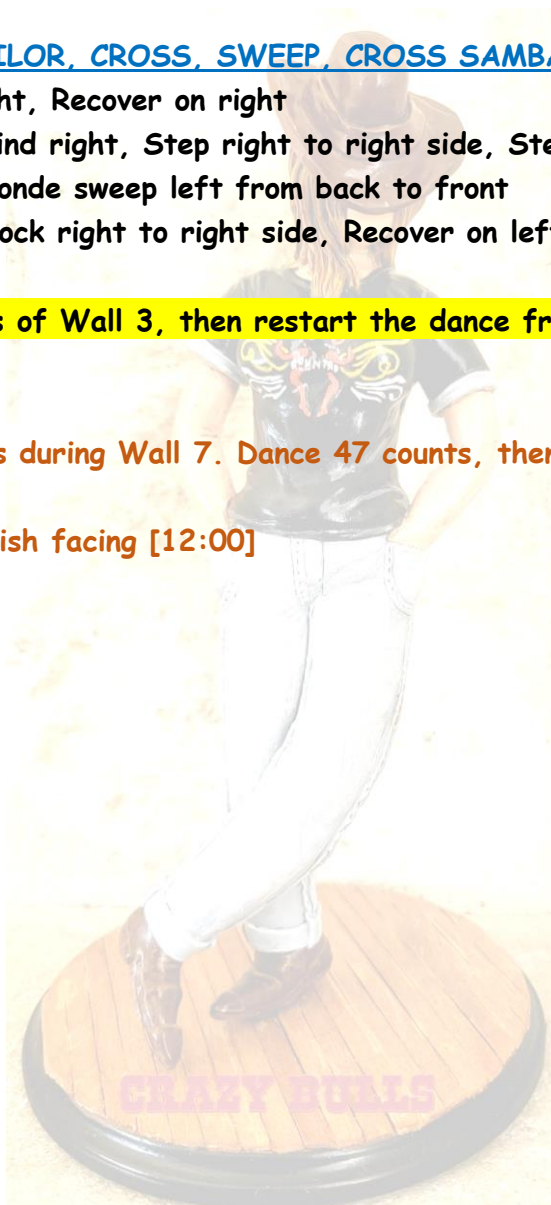 ILOR, CROSS, SWEEP, CROSS SAMBA
ht, Recover on right
ind right, Step right to right side, Ste
onde sweep left from back to front
ock right to right side, Recover on left
s of Wall 3, then restart the dance fr
s during Wall 7. Dance 47 counts, then
ish facing [12:00]
CRAZY BULLS